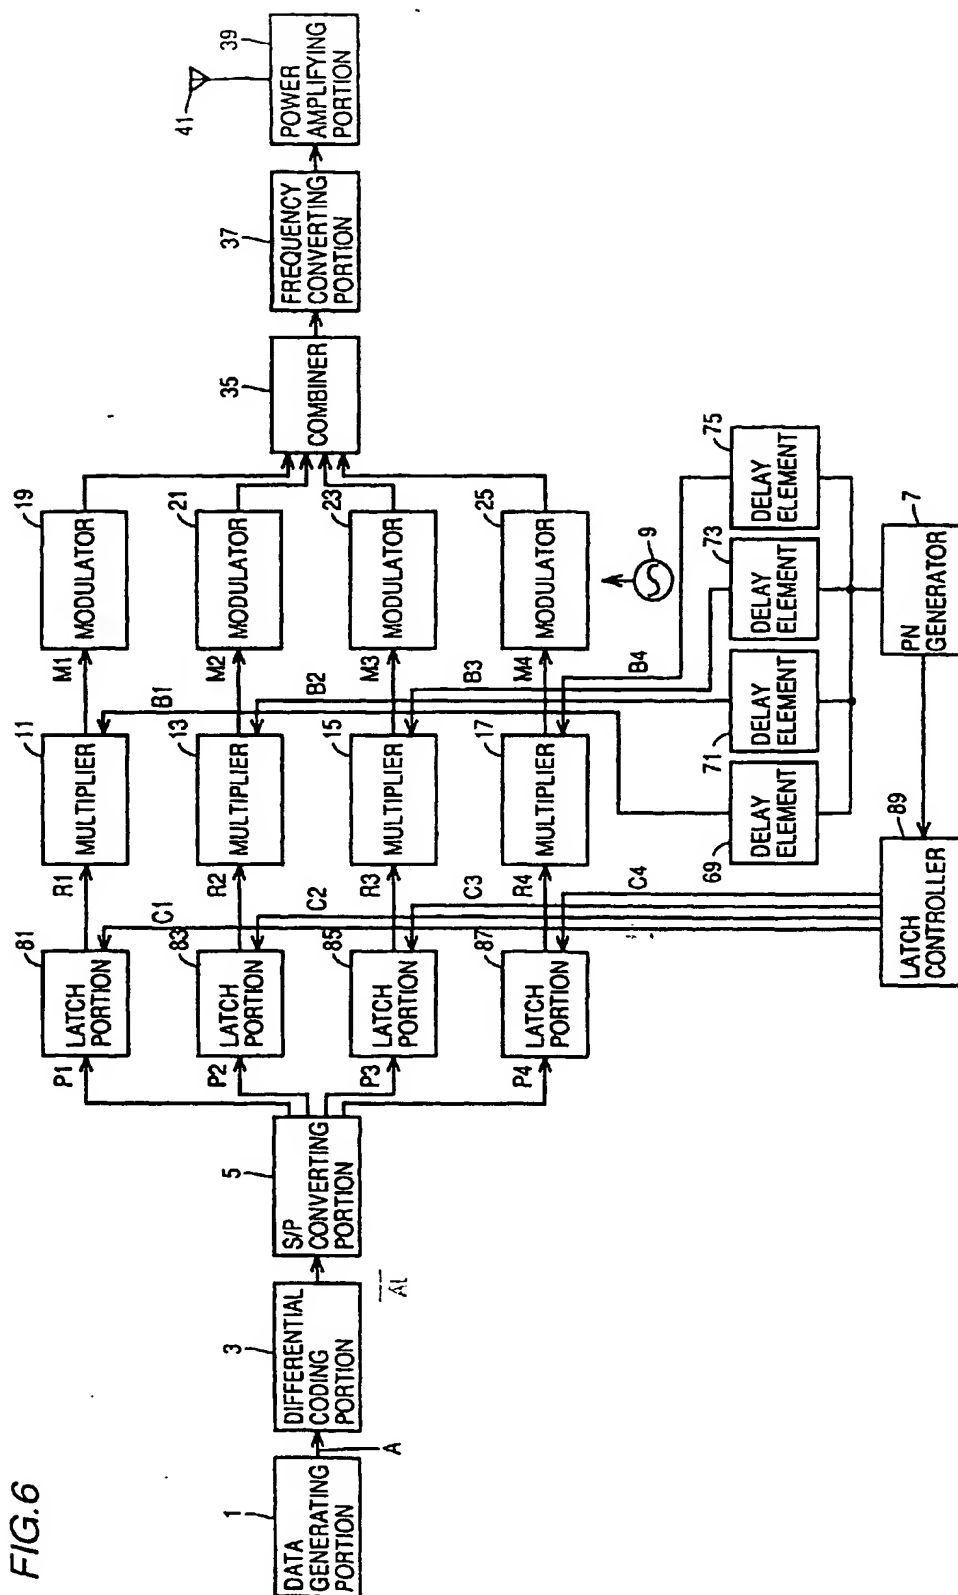 FIG.6
1
DATA
GENERATING
PORTION
A
3
DIFFERENTIAL
CODING
PORTION
5
S/P
CONVERTING
PORTION
P1
P2
P3
P4
81
LATCH
PORTION
83
LATCH
PORTION
85
LATCH
PORTION
87
LATCH
PORTION
C1
C2
C3
C4
R1
R2
R3
R4
11
MULTIPLIER
13
MULTIPLIER
15
MULTIPLIER
17
MULTIPLIER
B1
B2
B3
B4
M1
M2
M3
M4
19
MODULATOR
21
MODULATOR
23
MODULATOR
25
MODULATOR
9
35
COMBINER
37
FREQUENCY
CONVERTING
PORTION
39
POWER
AMPLIFYING
PORTION
41
69
DELAY
ELEMENT
71
DELAY
ELEMENT
73
DELAY
ELEMENT
75
DELAY
ELEMENT
89
LATCH
CONTROLLER
7
PN
GENERATOR